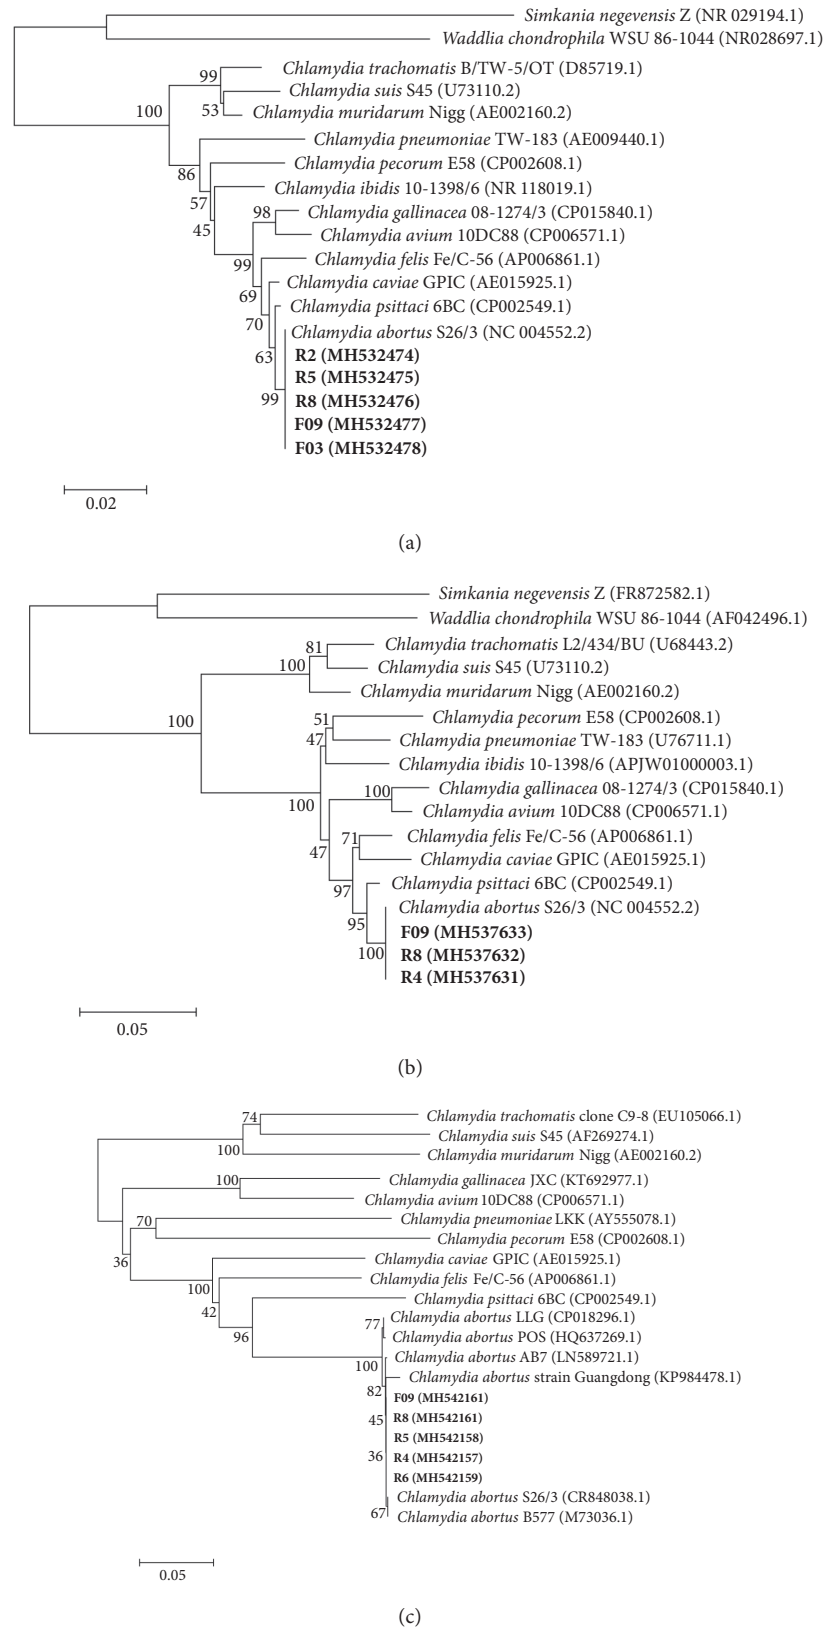 Simkania negevensis Z (NR 029194.1)
Waddlia chondrophila WSU 86-1044 (NR028697.1)
Chlamydia trachomatis B/TW-5/OT (D85719.1)
99
Chlamydia suis S45 (U73110.2)
53
Chlamydia muridarum Nigg (AE002160.2)
100
Chlamydia pneumoniae TW-183 (AE009440.1)
86
Chlamydia pecorum E58 (CP002608.1)
Chlamydia ibidis 10-1398/6 (NR 118019.1)
57
98
Chlamydia gallinacea 08-1274/3 (CP015840.1)
45
Chlamydia avium 10DC88 (CP006571.1)
Chlamydia felis Fe/C-56 (AP006861.1)
99
Chlamydia caviae GPIC (AE015925.1)
69
Chlamydia psittaci 6BC (CP002549.1)
70
Chlamydia abortus S26/3 (NC 004552.2)
63
R2 (MH532474)
R5 (MH532475)
99
R8 (MH532476)
F09 (MH532477)
F03 (MH532478)
0.02
(a)
Simkania negevensis Z (FR872582.1)
Waddlia chondrophila WSU 86-1044 (AF042496.1)
81
Chlamydia trachomatis L2/434/BU (U68443.2)
100
Chlamydia suis S45 (U73110.2)
Chlamydia muridarum Nigg (AE002160.2)
100
51
Chlamydia pecorum E58 (CP002608.1)
47
Chlamydia pneumoniae TW-183 (U76711.1)
Chlamydia ibidis 10-1398/6 (APJW01000003.1)
100
100
Chlamydia gallinacea 08-1274/3 (CP015840.1)
Chlamydia avium 10DC88 (CP006571.1)
71
Chlamydia felis Fe/C-56 (AP006861.1)
47
Chlamydia caviae GPIC (AE015925.1)
97
Chlamydia psittaci 6BC (CP002549.1)
Chlamydia abortus S26/3 (NC 004552.2)
95
F09 (MH537633)
100
R8 (MH537632)
R4 (MH537631)
0.05
(b)
74
Chlamydia trachomatis clone C9-8 (EU105066.1)
Chlamydia suis S45 (AF269274.1)
100
Chlamydia muridarum Nigg (AE002160.2)
100
Chlamydia gallinacea JXC (KT692977.1)
Chlamydia avium 10DC88 (CP006571.1)
70
Chlamydia pneumoniae LKK (AY555078.1)
Chlamydia pecorum E58 (CP002608.1)
36
Chlamydia caviae GPIC (AE015925.1)
100
Chlamydia felis Fe/C-56 (AP006861.1)
42
Chlamydia psittaci 6BC (CP002549.1)
96
77
Chlamydia abortus LLG (CP018296.1)
Chlamydia abortus POS (HQ637269.1)
100
Chlamydia abortus AB7 (LN589721.1)
Chlamydia abortus strain Guangdong (KP984478.1)
82
F09 (MH542161)
45
R8 (MH542161)
R5 (MH542158)
36
R4 (MH542157)
R6 (MH542159)
Chlamydia abortus S26/3 (CR848038.1)
67
Chlamydia abortus B577 (M73036.1)
0.05
(c)